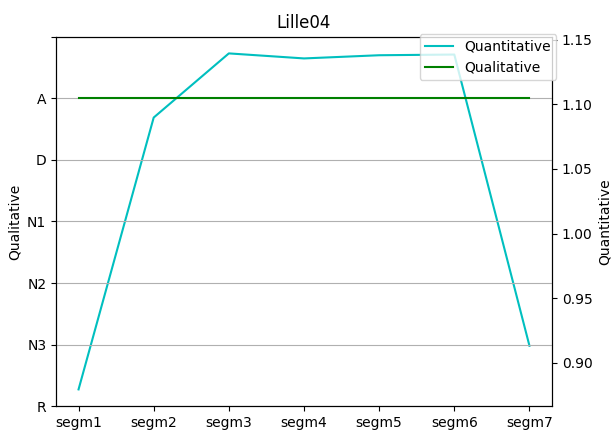 Lille04
Quantitative
Qualitative
A
D
N1
N2
N3
R
Qualitative
1.15
1.10
1.05
1.00
0.95
0.90
Quantitative
segm1 segm2 segm3 segm4 segm5 segm6 segm7